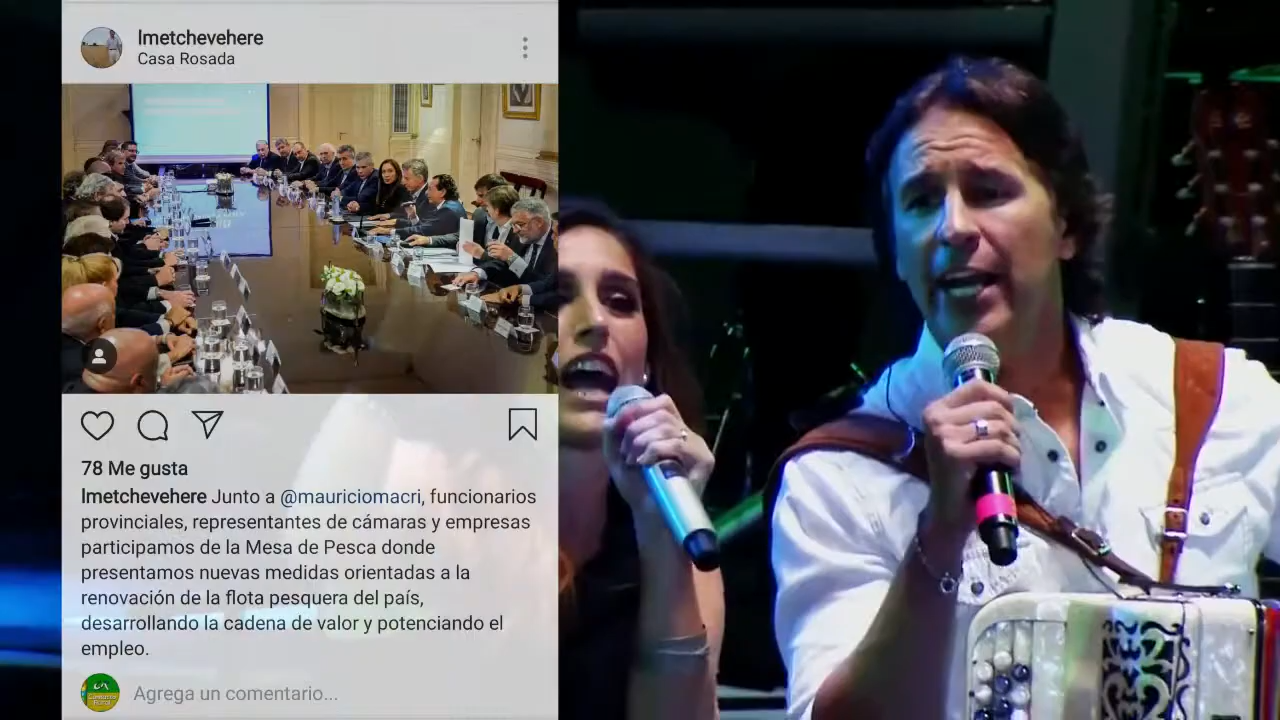 lmetchevehere
Casa Rosada
78 Me gusta
lmetchevehere Junto a @mauriciomacri, funcionarios
provinciales, representantes de cámaras y empresas
participamos de la Mesa de Pesca donde
presentamos nuevas medidas orientadas a la
renovación de la flota pesquera del país,
desarrollando la cadena de valor y potenciando el
empleo.
Agrega un comentario...